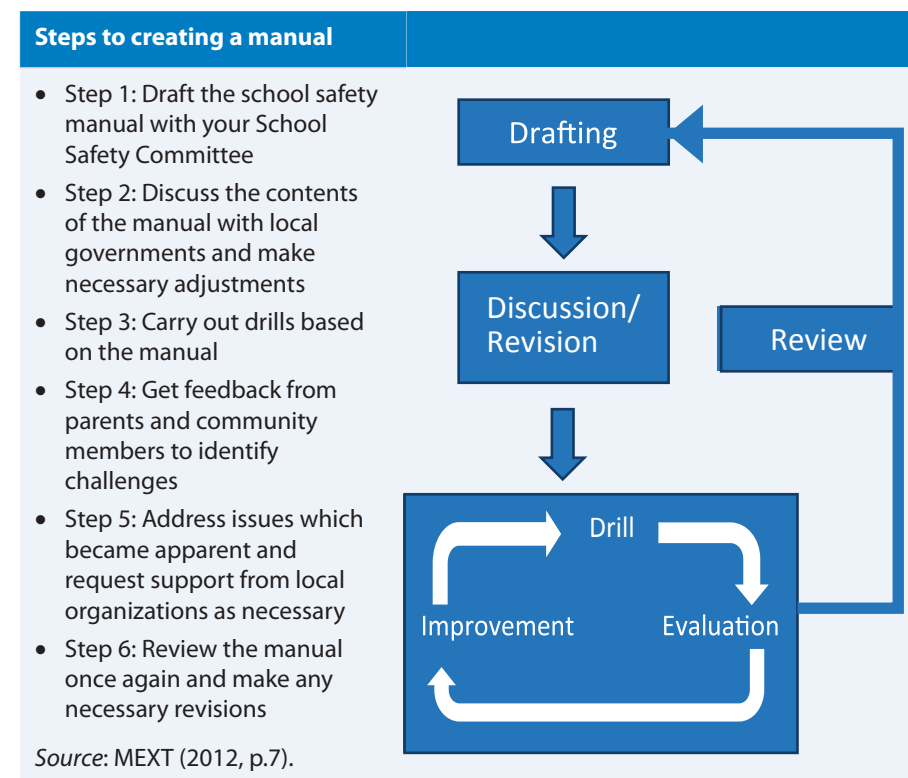 Steps to creating a manual
• Step 1: Draft the school safety
manual with your School
Safety Committee
• Step 2: Discuss the contents
of the manual with local
governments and make
necessary adjustments
• Step 3: Carry out drills based
on the manual
• Step 4: Get feedback from
parents and community
members to identify
challenges
• Step 5: Address issues which
became apparent and
request support from local
organizations as necessary
• Step 6: Review the manual
once again and make any
necessary revisions
Source: MEXT (2012, p.7).
Drafting
Discussion/
Revision
Review
Drill
Improvement
Evaluation